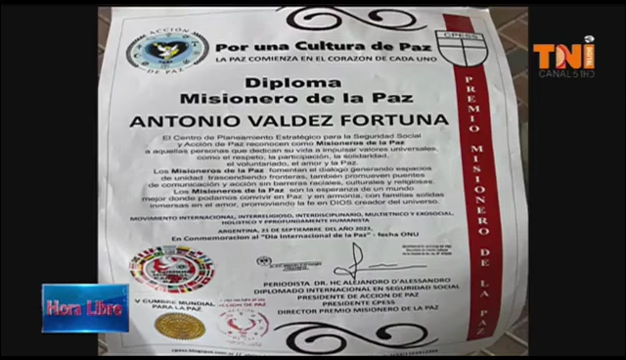 ACCIÓN
DE PAZ
Por una Cultura de Paz
LA PAZ COMIENZA EN EL CORAZON DE CADA UNO
CPESS
TNI
CANAL 51HD
Diploma
Misionero de la Paz
ANTONIO VALDEZ FORTUNA
El Centro de Planeamiento Estratégico para la Seguridad Social
y Acción de Paz reconocen como Misioneros de la Paz
a aquellas personas que dedican su vida a impulsar valores universales,
como el respeto, la participación, la solidaridad,
el voluntariado, el amor y la Paz.
Los Misioneros de la Paz fomentan el dialogo generando espacios
de unidad trascendiendo fronteras, también promueven puentes
de comunicación y acción sin barreras raciales, culturales y religiosas.
Los Misioneros de la Paz son la esperanza de un mundo
mejor donde podamos convivir en Paz y en armonía, con familias solidas
inmersas en el amor, promoviendo la fe en DIOS creador del universo.
MOVIMIENTO INTERNACIONAL, INTERRELIGIOSO, INTERDISCIPLINARIO, MULTIETNICO Y EXOSOCIAL,
HOLISTICO Y PROFUNDAMENTE HUMANISTA
ARGENTINA, 21 DE SEPTIEMBRE DEL AÑO 2023,
En Conmemoracion al "Dia Internacional de la Paz" - fecha ONU
PREMIO MISIONERO DE LA PAZ
PERIODISTA DR. HC ALEJANDRO D'ALESSANDRO
DIPLOMADO INTERNACIONAL EN SEGURIDAD SOCIAL
PRESIDENTE DE ACCION DE PAZ
PRESIDENTE CPESS
DIRECTOR PREMIO MISIONERO DE LA PAZ
V CUMBRE MUNDIAL
PARA LA PAZ
Hora Libre